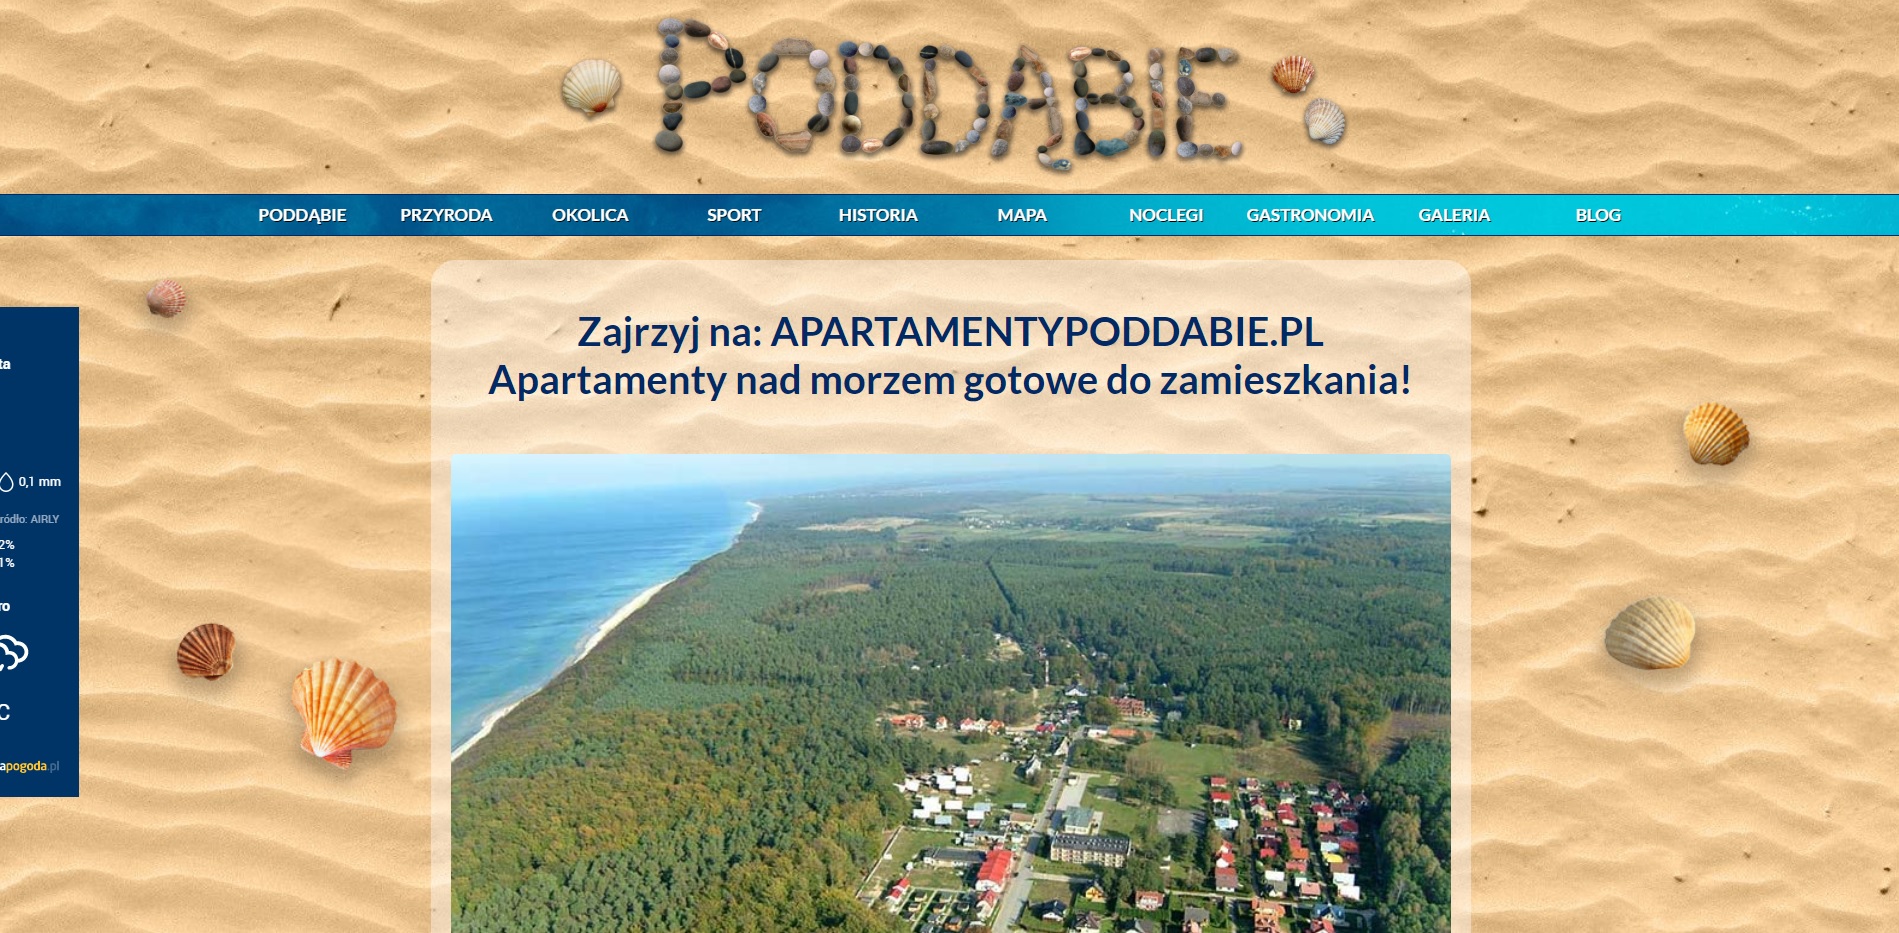 PODDĄBIE
PODDĄBIE PRZYRODA OKOLICA SPORT HISTORIA MAPA NOCLEGI GASTRONOMIA GALERIA BLOG
Zajrzyj na: APARTAMENTYPODDABIE.PL
Apartamenty nad morzem gotowe do zamieszkania!
ta
0,1 mm
ródło: AIRLY
2%
1%
ro
C
apogoda.pl